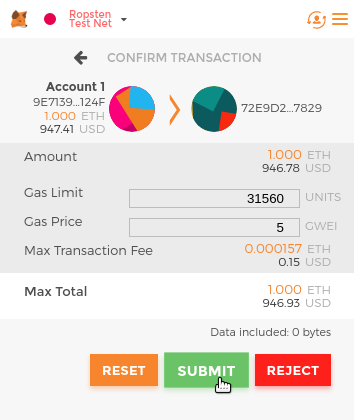 Ropsten
Test Net
CONFIRM TRANSACTION
Account 1
9E7139...124F
1.000 ETH
947.41 USD
72E9D2...7829
Amount 1.000 ETH
946.78 USD
Gas Limit 31560 UNITS
Gas Price 5 GWEI
Max Transaction Fee 0.000157 ETH
0.15 USD
Max Total 1.000 ETH
946.93 USD
Data included: 0 bytes
RESET SUBMIT REJECT